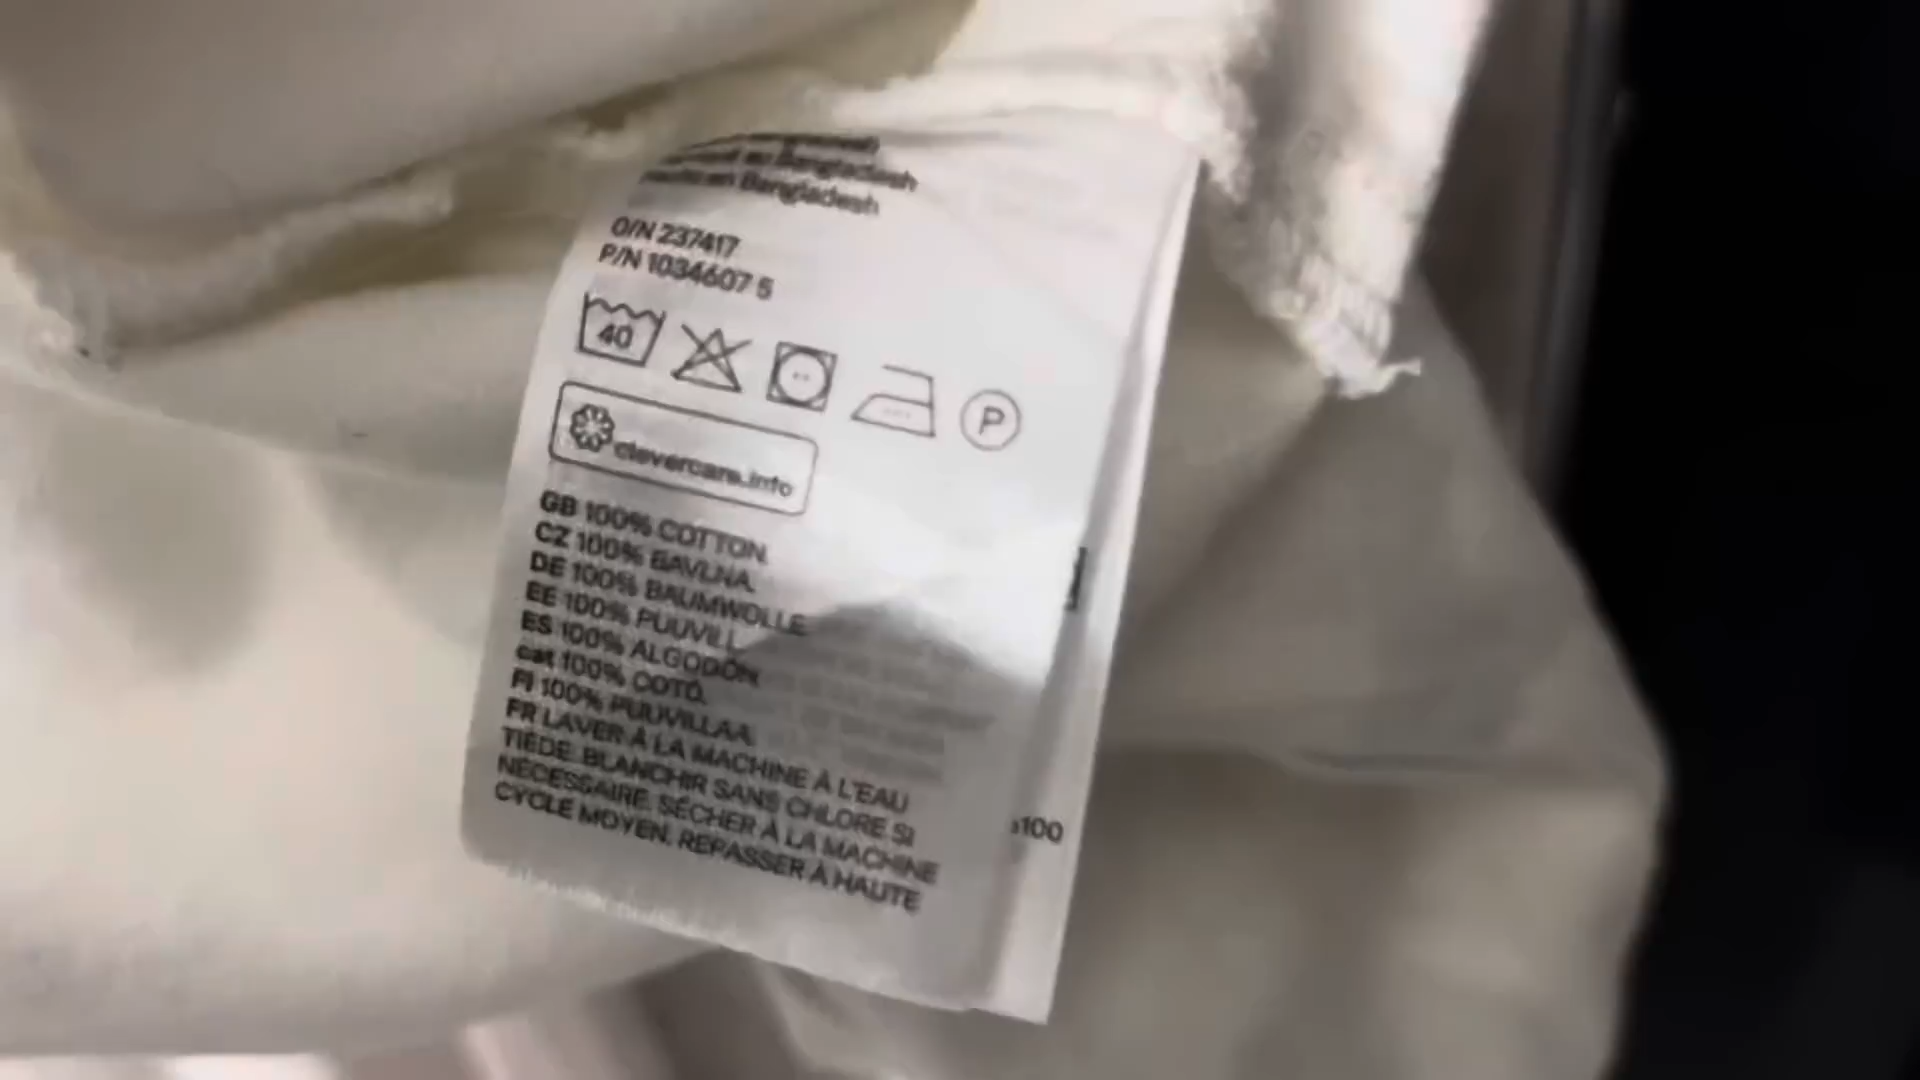 en Bangladesh
en Bangladesh
O/N 237417
P/N 1034607 5
40
P
clevercare.info
GB 100% COTTON.
CZ 100% BAVLNA.
DE 100% BAUMWOLLE
EE 100% PUUVILL
ES 100% ALGODÓN.
cat 100% COTÓ.
FI 100% PUUVILLAA.
FR LAVER À LA MACHINE À L'EAU
TIÈDE. BLANCHIR SANS CHLORE SI
NÉCESSAIRE. SÉCHER À LA MACHINE
CYCLE MOYEN. REPASSER À HAUTE
100